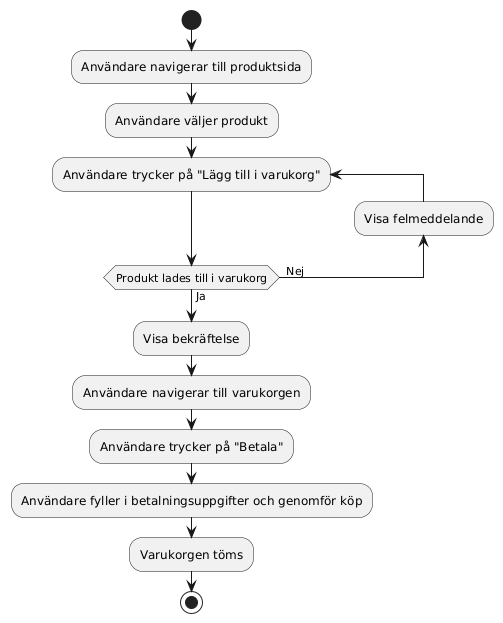 Användare navigerar till produktsida
Användare väljer produkt
Användare trycker på "Lägg till i varukorg"
Visa felmeddelande
Produkt lades till i varukorg
Nej
Ja
Visa bekräftelse
Användare navigerar till varukorgen
Användare trycker på "Betala"
Användare fyller i betalningsuppgifter och genomför köp
Varukorgen töms